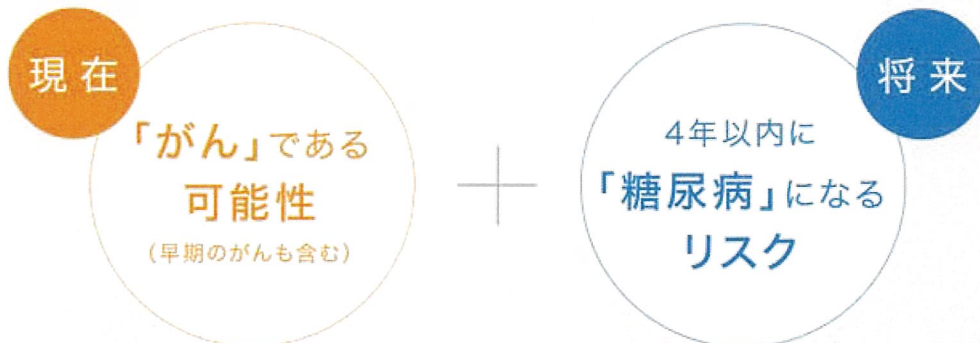 現在
「がん」である
可能性
(早期のがんも含む)
将来
4年以内に
「糖尿病」になる
リスク